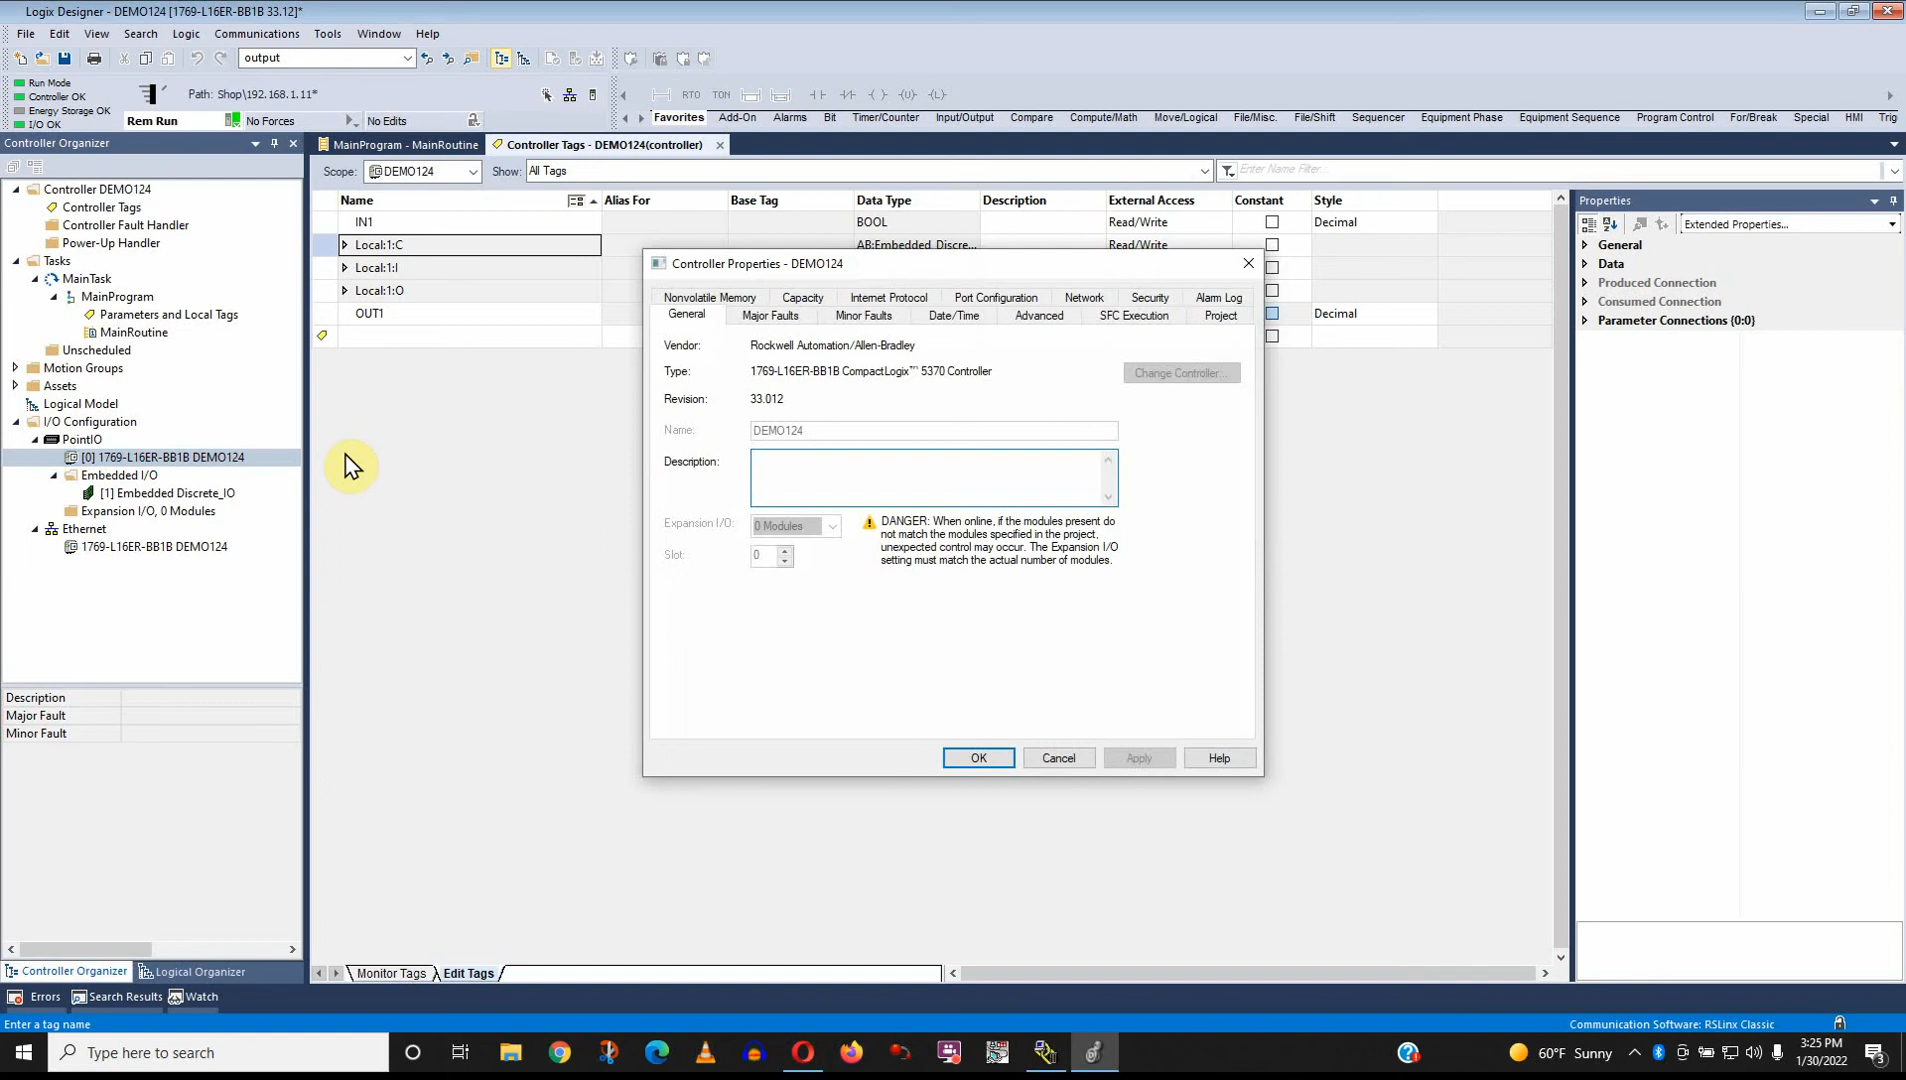 Logix Designer - DEMO124 [1769-L16ER-BB1B 33.12]*
File Edit View Search Logic Communications Tools Window Help
output
Run Mode
Controller OK
Energy Storage OK
I/O OK
Path: Shop\192.168.1.11*
Rem Run No Forces No Edits
RTO TON
Favorites Add-On Alarms Bit Timer/Counter Input/Output Compare Compute/Math Move/Logical File/Misc. File/Shift Sequencer Equipment Phase Equipment Sequence Program Control For/Break Special HMI Trig
Controller Organizer
MainProgram - MainRoutine
Controller Tags - DEMO124(controller)
Scope: DEMO124 Show: All Tags
Enter Name Filter...
Controller DEMO124
Controller Tags
Controller Fault Handler
Power-Up Handler
Tasks
MainTask
MainProgram
Parameters and Local Tags
MainRoutine
Unscheduled
Motion Groups
Assets
Logical Model
I/O Configuration
PointIO
[0] 1769-L16ER-BB1B DEMO124
Embedded I/O
[1] Embedded Discrete_IO
Expansion I/O, 0 Modules
Ethernet
1769-L16ER-BB1B DEMO124
Description
Major Fault
Minor Fault
Controller Organizer Logical Organizer
Name Alias For Base Tag Data Type Description External Access Constant Style
IN1 BOOL Read/Write Decimal
Local:1:C AB:Embedded_Discre... Read/Write
Local:1:I
Local:1:O
OUT1 Decimal
Controller Properties - DEMO124
Nonvolatile Memory Capacity Internet Protocol Port Configuration Network Security Alarm Log
General Major Faults Minor Faults Date/Time Advanced SFC Execution Project
Vendor: Rockwell Automation/Allen-Bradley
Type: 1769-L16ER-BB1B CompactLogix™ 5370 Controller
Change Controller...
Revision: 33.012
Name: DEMO124
Description:
Expansion I/O: 0 Modules
Slot: 0
DANGER: When online, if the modules present do
not match the modules specified in the project,
unexpected control may occur. The Expansion I/O
setting must match the actual number of modules.
OK Cancel Apply Help
Properties
Extended Properties...
General
Data
Produced Connection
Consumed Connection
Parameter Connections {0:0}
Monitor Tags Edit Tags
Errors Search Results Watch
Enter a tag name
Communication Software: RSLinx Classic
Type here to search
60°F Sunny
3:25 PM
1/30/2022
3